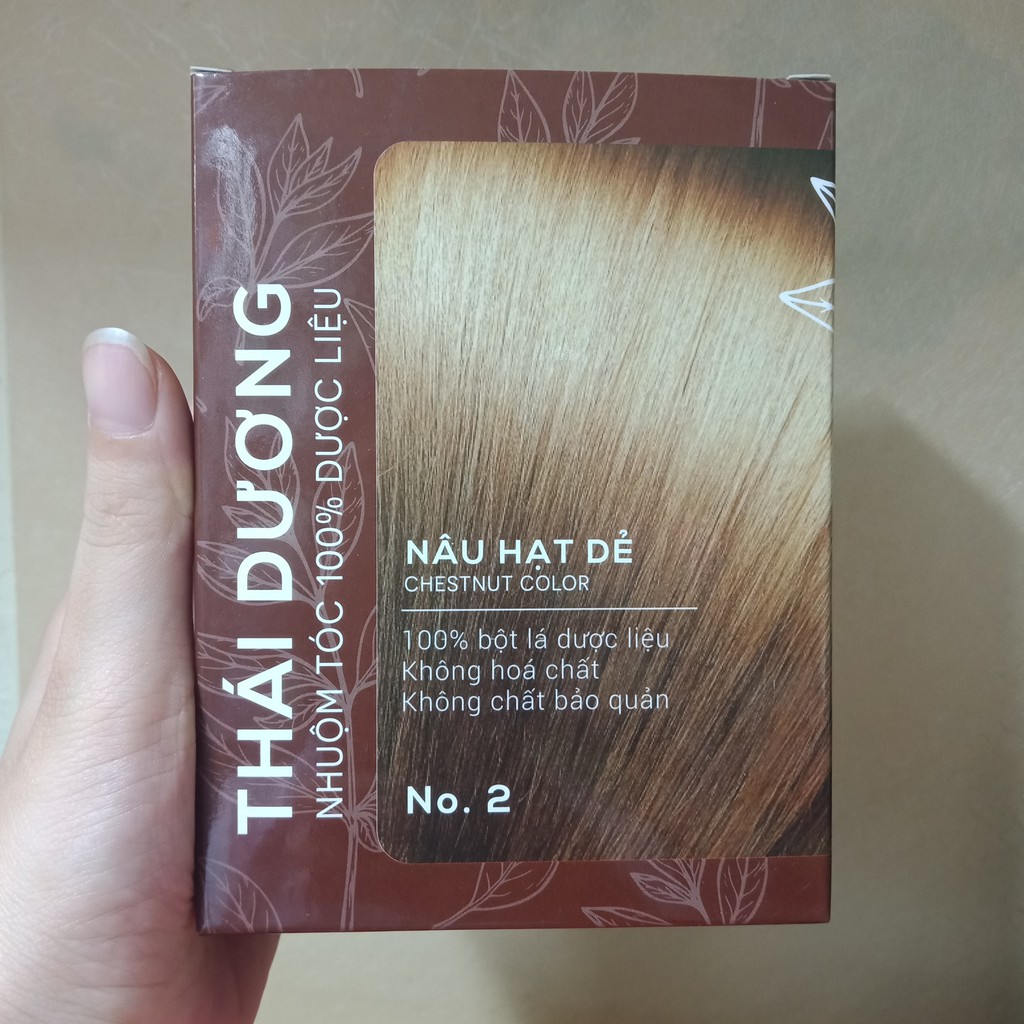 THÁI DƯƠNG
NHUỘM TÓC 100% DƯỢC LIỆU
NÂU HẠT DẺ
CHESTNUT COLOR
100% bột lá dược liệu
Không hoá chất
Không chất bảo quản
No. 2